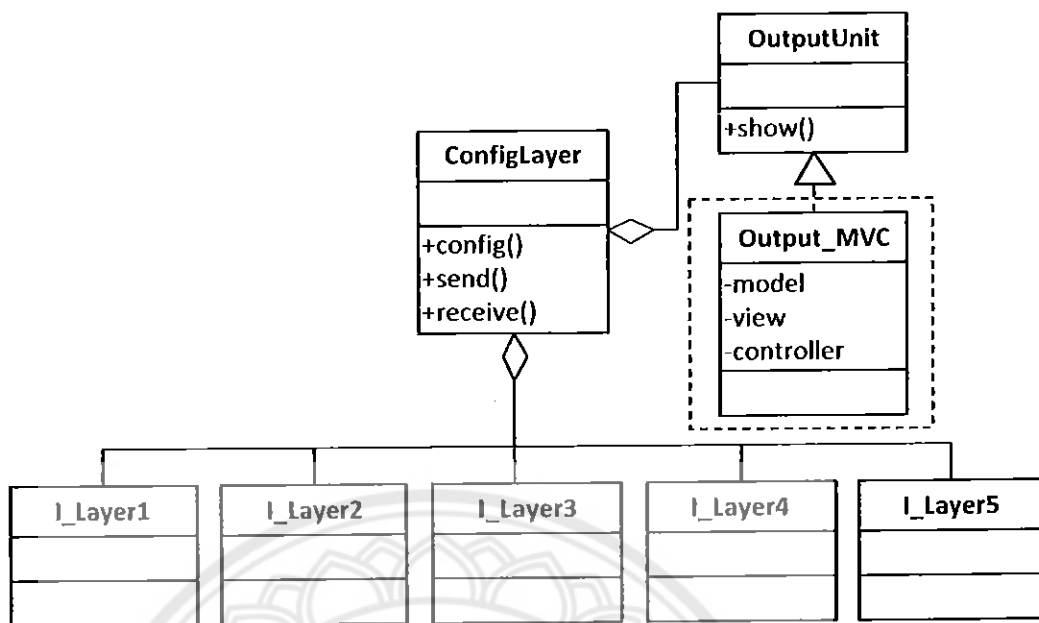 OutputUnit
+show()
ConfigLayer
+config()
+send()
+receive()
Output_MVC
-model
-view
-controller
I_Layer1
I_Layer2
I_Layer3
I_Layer4
I_Layer5